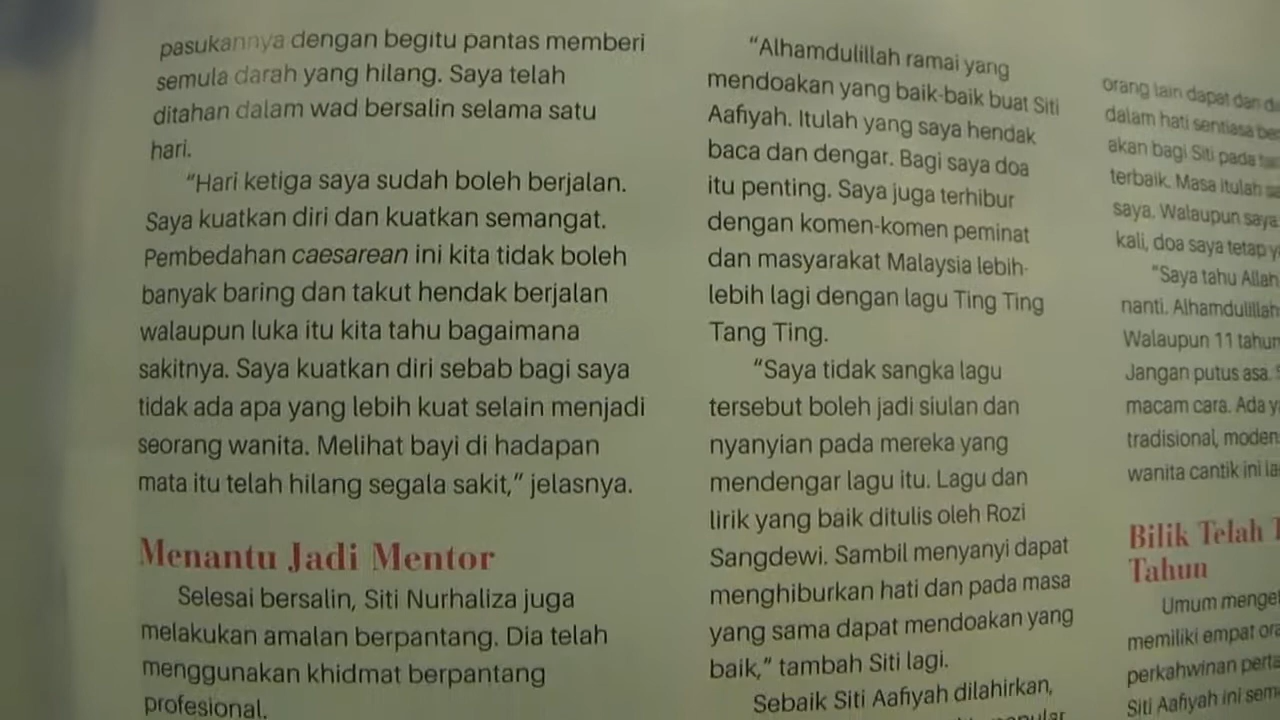 pasukannya dengan begitu pantas memberi
semula darah yang hilang. Saya telah
ditahan dalam wad bersalin selama satu
hari.
“Hari ketiga saya sudah boleh berjalan.
Saya kuatkan diri dan kuatkan semangat.
Pembedahan caesarean ini kita tidak boleh
banyak baring dan takut hendak berjalan
walaupun luka itu kita tahu bagaimana
sakitnya. Saya kuatkan diri sebab bagi saya
tidak ada apa yang lebih kuat selain menjadi
seorang wanita. Melihat bayi di hadapan
mata itu telah hilang segala sakit,” jelasnya.
Menantu Jadi Mentor
Selesai bersalin, Siti Nurhaliza juga
melakukan amalan berpantang. Dia telah
menggunakan khidmat berpantang
profesional.
“Alhamdulillah ramai yang
mendoakan yang baik-baik buat Siti
Aafiyah. Itulah yang saya hendak
baca dan dengar. Bagi saya doa
itu penting. Saya juga terhibur
dengan komen-komen peminat
dan masyarakat Malaysia lebih-
lebih lagi dengan lagu Ting Ting
Tang Ting.
“Saya tidak sangka lagu
tersebut boleh jadi siulan dan
nyanyian pada mereka yang
mendengar lagu itu. Lagu dan
lirik yang baik ditulis oleh Rozi
Sangdewi. Sambil menyanyi dapat
menghiburkan hati dan pada masa
yang sama dapat mendoakan yang
baik,” tambah Siti lagi.
Sebaik Siti Aafiyah dilahirkan,
orang lain dapat dan
dalam hati sentiasa
akan bagi Siti pada
terbaik. Masa itulah
saya. Walaupun saya
kali, doa saya tetap
“Saya tahu Allah
nanti. Alhamdulillah
Walaupun 11 tahun
Jangan putus asa.
macam cara. Ada
tradisional, moden
wanita cantik ini
Bilik Telah
Tahun
Umum
memiliki empat
perkahwinan
Siti Aafiyah ini